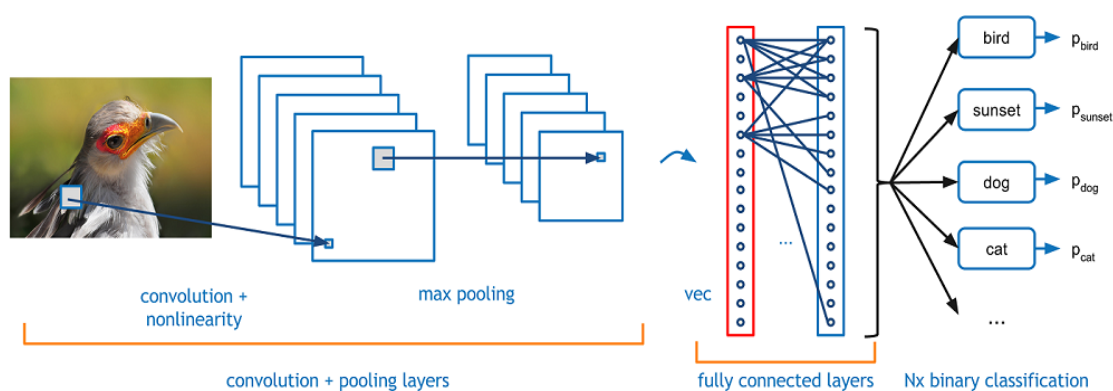 bird
p_bird
sunset
p_sunset
dog
p_dog
cat
p_cat
...
...
convolution +
nonlinearity
max pooling
vec
convolution + pooling layers
fully connected layers
Nx binary classification